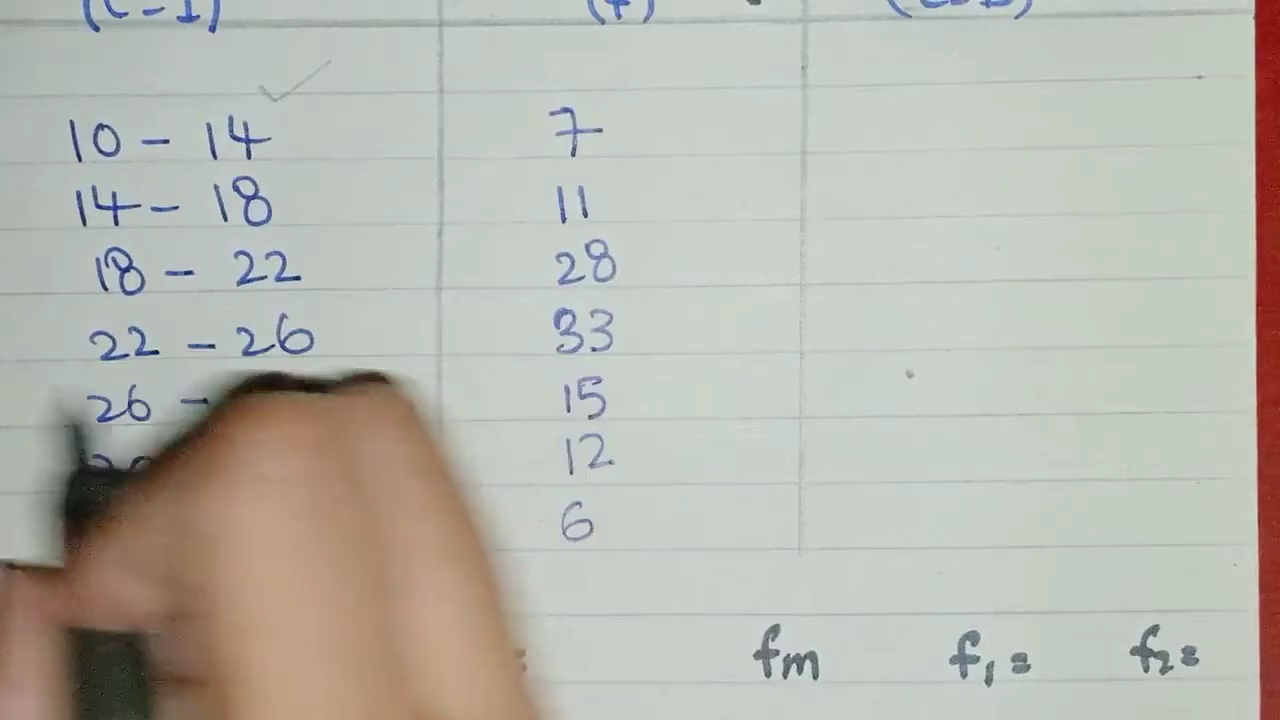 (C-I) (f)
10 - 14 7
14 - 18 11
18 - 22 28
22 - 26 33
26 - 15
12
6
fm f1= f2=